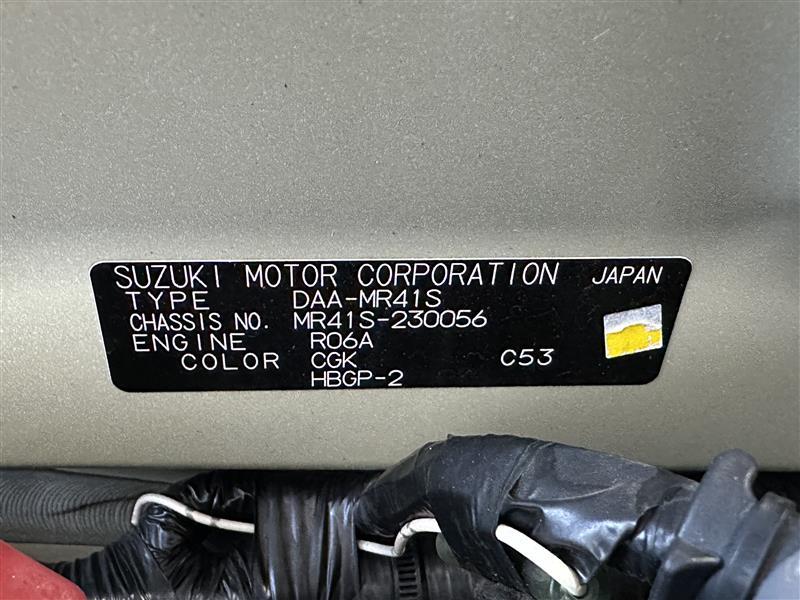 SUZUKI MOTOR CORPORATION JAPAN
TYPE DAA-MR41S
CHASSIS NO. MR41S-230056
ENGINE R06A
COLOR CGK C53
HBGP-2